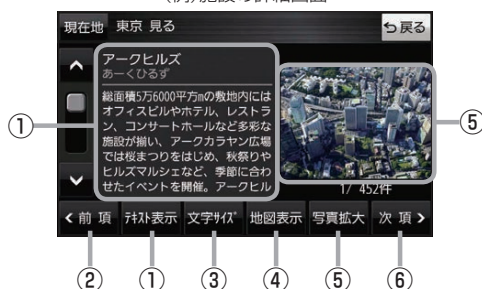 (例)施設の詳細画面
現在地 東京 見る
戻る
アークヒルズ
あーくひるず
総面積5万6000平方mの敷地内には
オフィスビルやホテル、レストラ
ン、コンサートホールなど多彩な
施設が揃い、アークカラヤン広場
では桜まつりをはじめ、秋祭りや
ヒルズマルシェなど、季節に合わ
せたイベントを開催。アークヒル
1/ 452件
① ⑤
前 項 ﾃｷｽﾄ表示 文字ｻｲｽﾞ 地図表示 写真拡大 次 項
② ① ③ ④ ⑤ ⑥